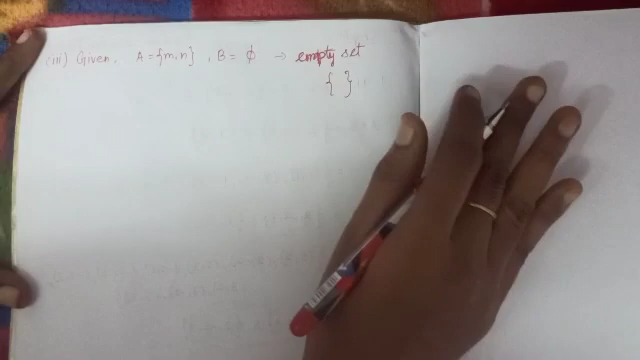 (iii) Given, A = {m, n}, B = ϕ → empty set
{ }